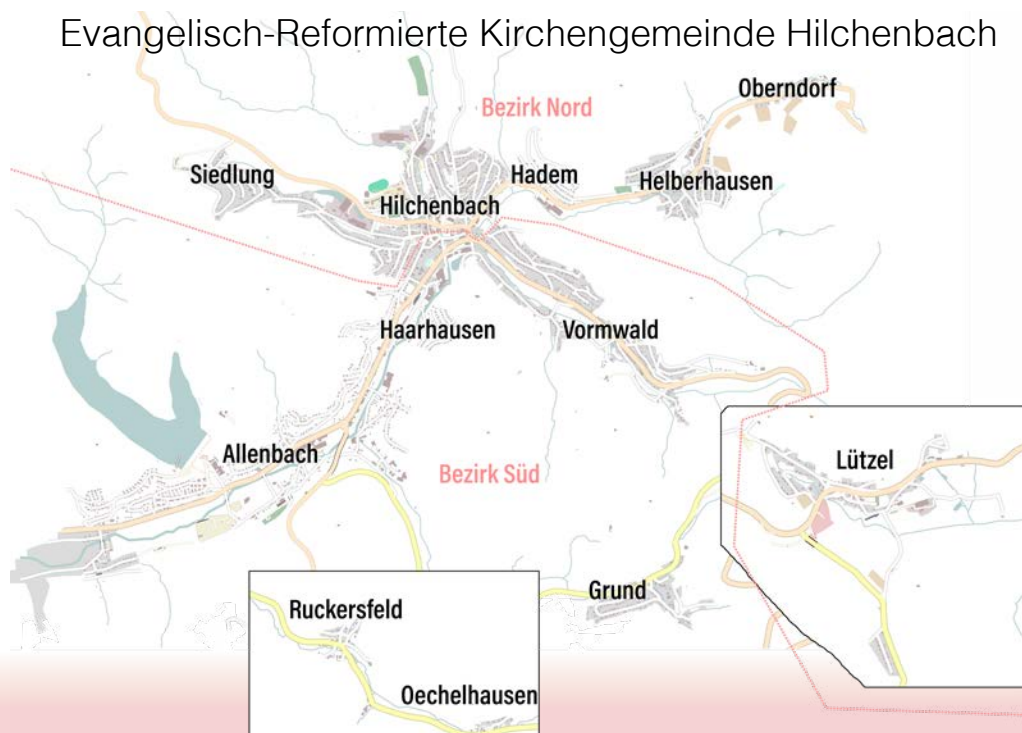 Evangelisch-Reformierte Kirchengemeinde Hilchenbach
Oberndorf
Bezirk Nord
Siedlung
Hadem
Helberhausen
Hilchenbach
Haarhausen
Vormwald
Allenbach
Bezirk Süd
Lützel
Grund
Ruckersfeld
Oechelhausen